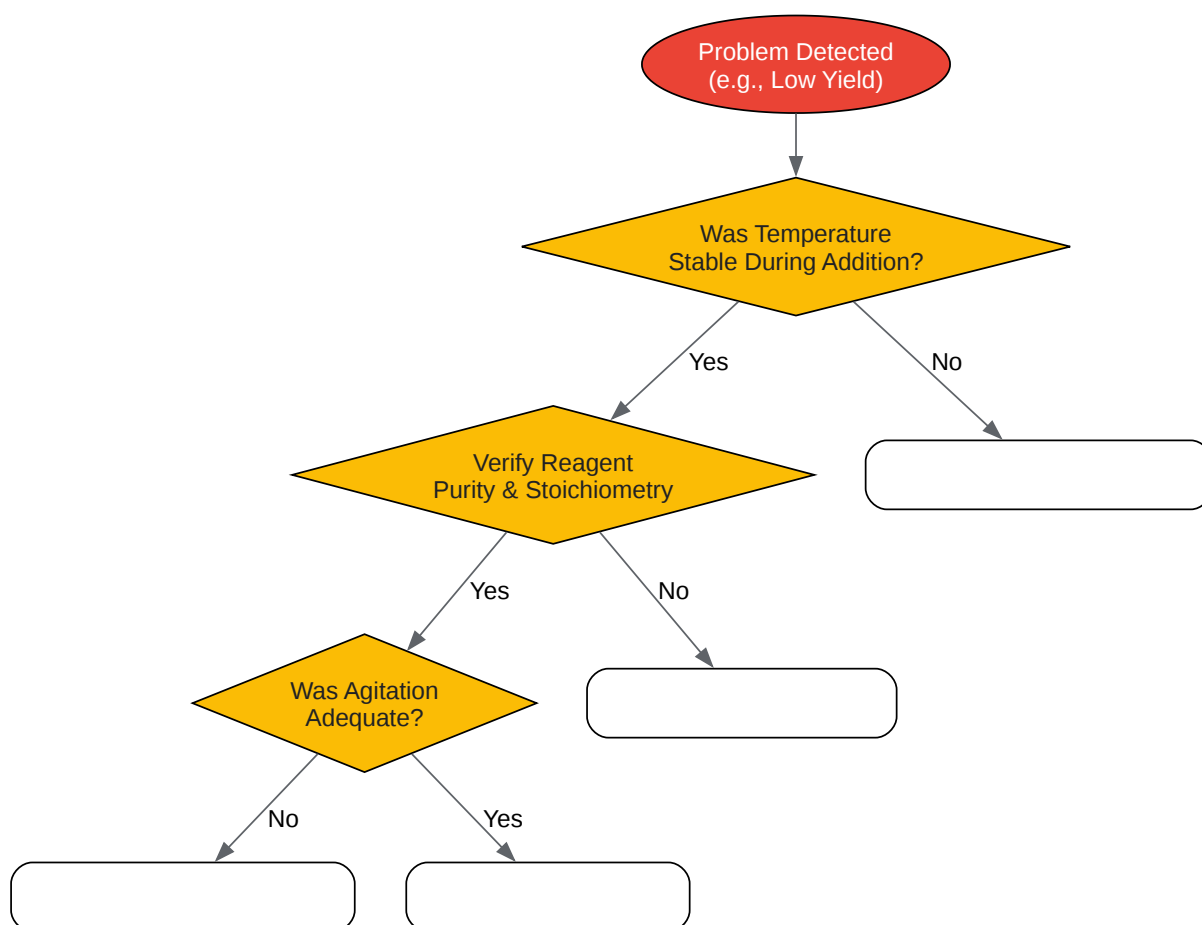 Problem Detected
(e.g., Low Yield)
Was Temperature
Stable During Addition?
Yes
No
Verify Reagent
Purity & Stoichiometry
Yes
No
Was Agitation
Adequate?
No
Yes